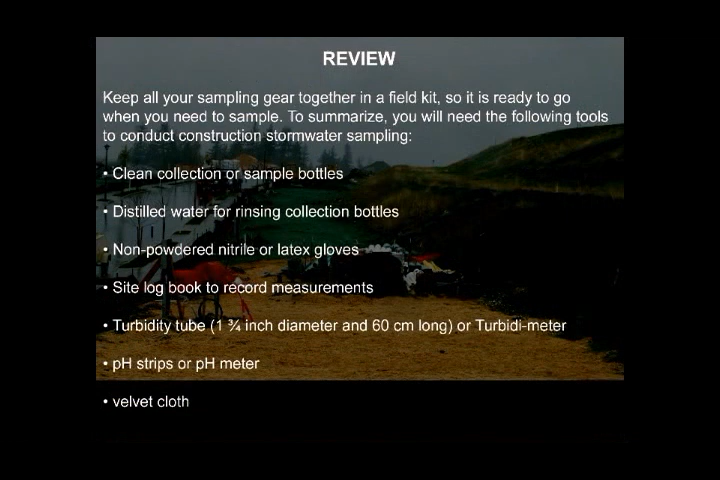 REVIEW
Keep all your sampling gear together in a field kit, so it is ready to go
when you need to sample. To summarize, you will need the following tools
to conduct construction stormwater sampling:
• Clean collection or sample bottles
• Distilled water for rinsing collection bottles
• Non-powdered nitrile or latex gloves
• Site log book to record measurements
• Turbidity tube (1 ¾ inch diameter and 60 cm long) or Turbidi-meter
• pH strips or pH meter
• velvet cloth